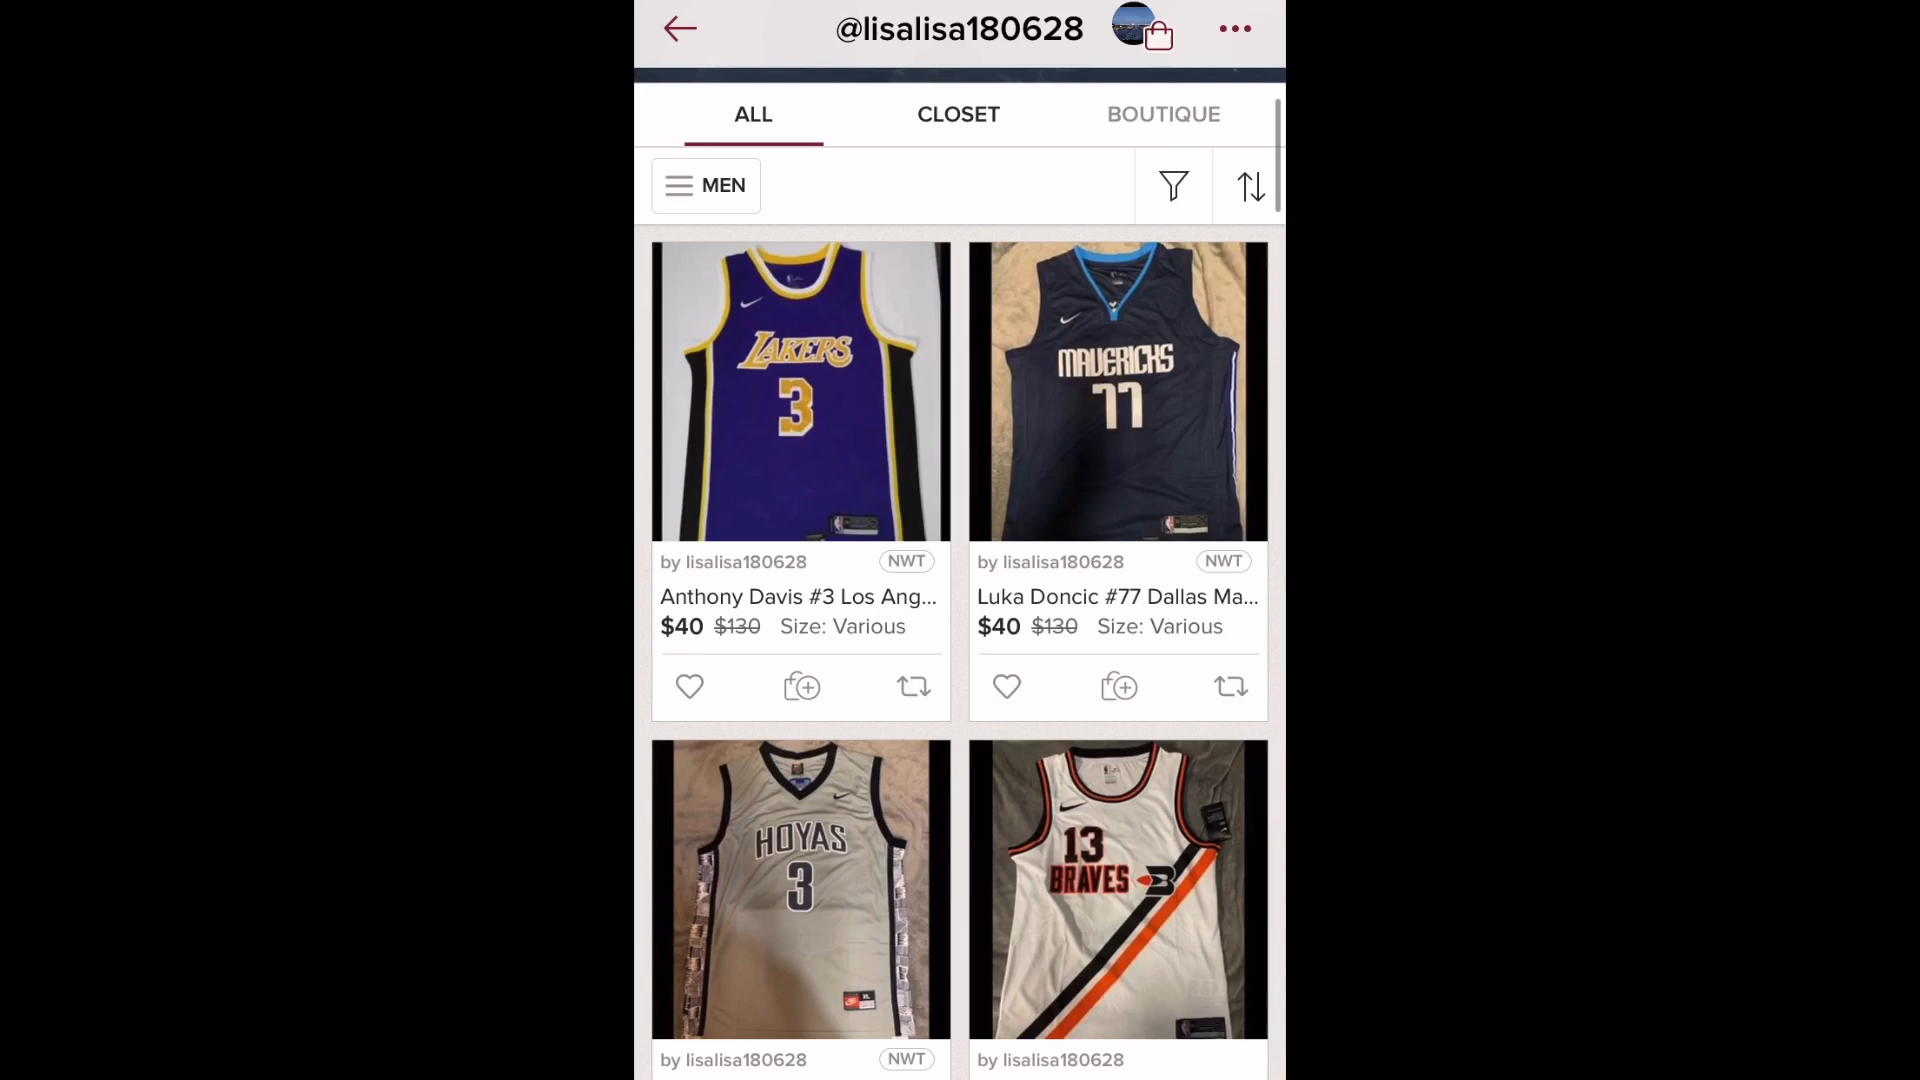 @lisalisa180628
ALL CLOSET BOUTIQUE
MEN
LAKERS
3
MAVERICKS
77
by lisalisa180628 NWT
Anthony Davis #3 Los Ang...
$40 $130 Size: Various
by lisalisa180628 NWT
Luka Doncic #77 Dallas Ma...
$40 $130 Size: Various
HOYAS
3
XL
13
BRAVES
B
by lisalisa180628 NWT
by lisalisa180628